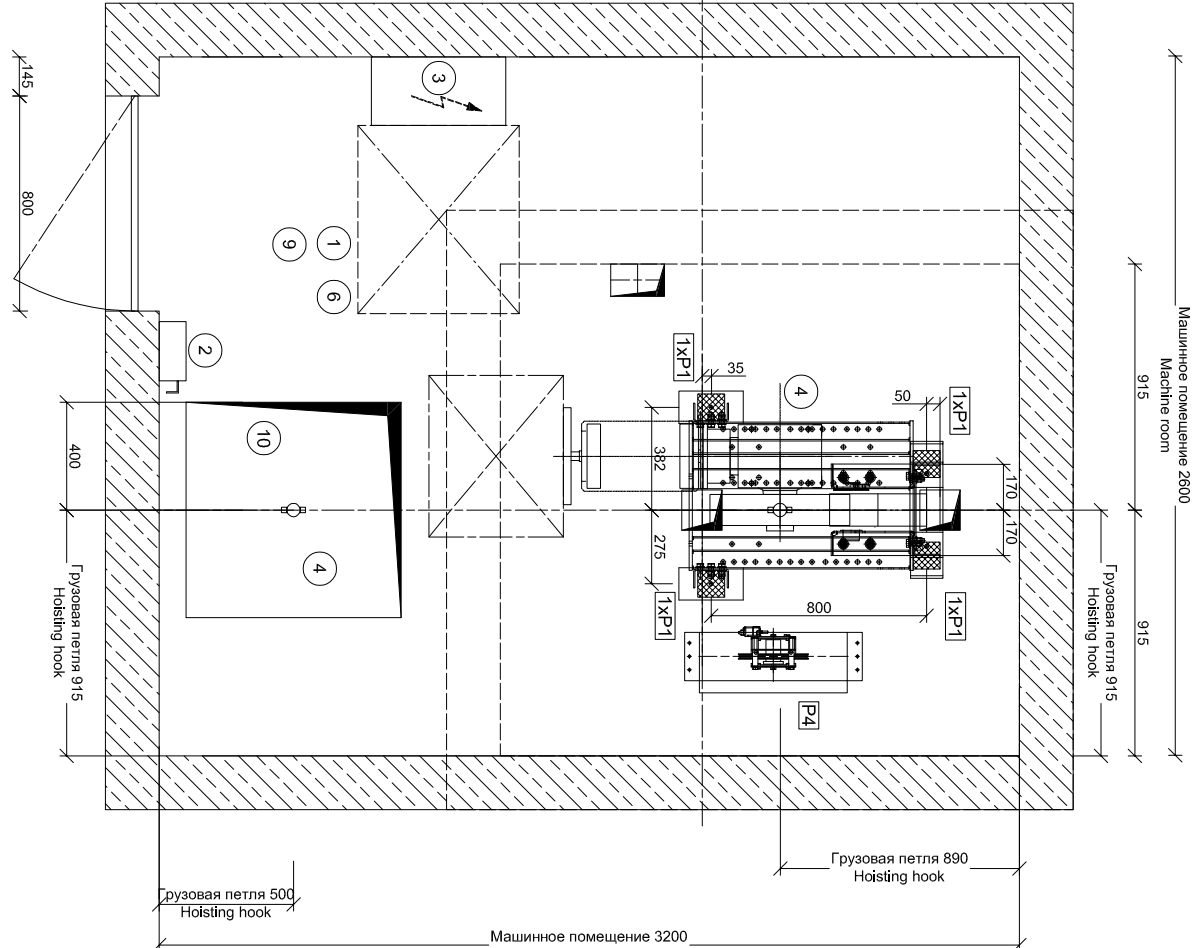 145
800
3
1
9
6
2
10
4
400
Грузовая петля 915
Hoisting hook
1xP1
35
4
50
1xP1
382
170
170
275
1xP1
800
1xP1
P4
915
Машинное помещение 2600
Machine room
915
Грузовая петля 915
Hoisting hook
Грузовая петля 890
Hoisting hook
Грузовая петля 500
Hoisting hook
Машинное помещение 3200